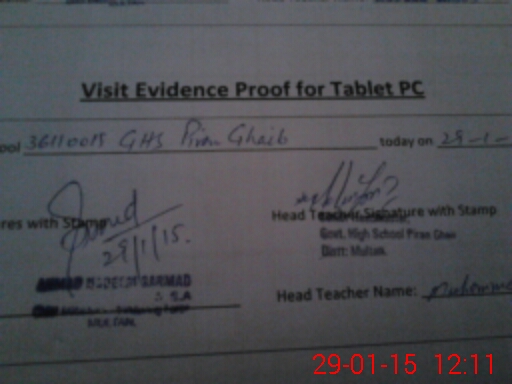 Visit Evidence Proof for Tablet PC
ool 36110015 GHS Piran Ghaib today on 29-1-
res with Stamp
29/1/15.
Head Teacher Signature with Stamp
Govt. High School Piran Ghaib
Distt: Multan.
SARMAD
MULTAN
Head Teacher Name:
29-01-15 12:11